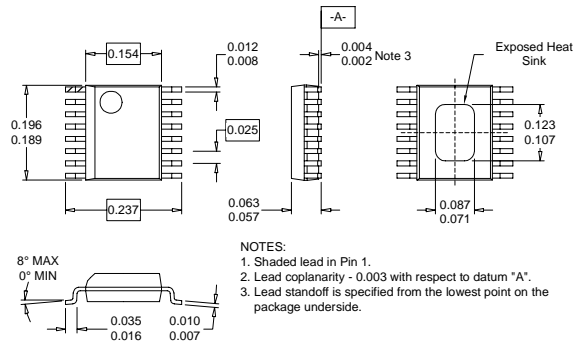 -A-
0.154
0.012
0.008
0.004
0.002 Note 3
Exposed Heat
Sink
0.196
0.189
0.025
0.123
0.107
0.237
0.063
0.057
0.087
0.071
8° MAX
0° MIN
0.035
0.016
0.010
0.007
NOTES:
1. Shaded lead in Pin 1.
2. Lead coplanarity - 0.003 with respect to datum "A".
3. Lead standoff is specified from the lowest point on the
package underside.